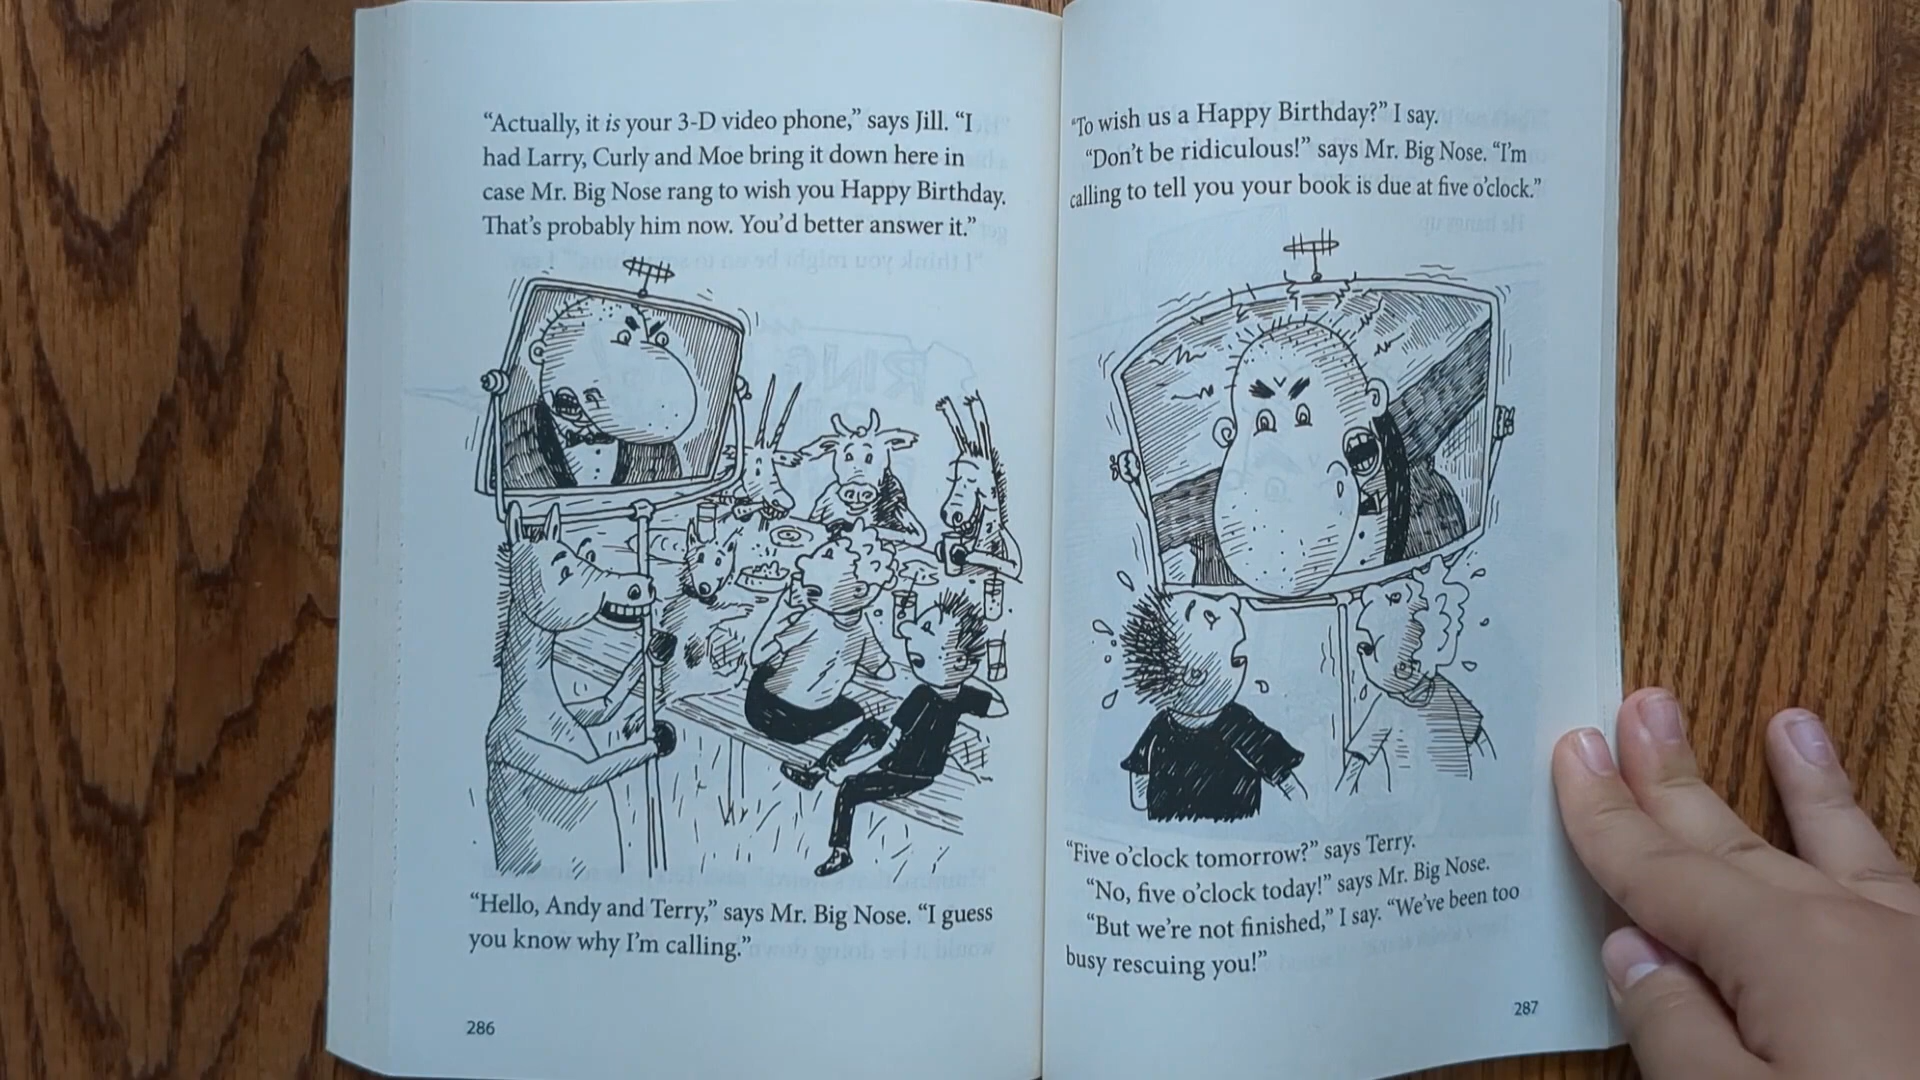 “Actually, it is your 3-D video phone,” says Jill. “I
had Larry, Curly and Moe bring it down here in
case Mr. Big Nose rang to wish you Happy Birthday.
That’s probably him now. You’d better answer it.”
“Hello, Andy and Terry,” says Mr. Big Nose. “I guess
you know why I’m calling.”
286
“To wish us a Happy Birthday?” I say.
“Don’t be ridiculous!” says Mr. Big Nose. “I’m
calling to tell you your book is due at five o’clock.”
“Five o’clock tomorrow?” says Terry.
“No, five o’clock today!” says Mr. Big Nose.
“But we’re not finished,” I say. “We’ve been too
busy rescuing you!”
287